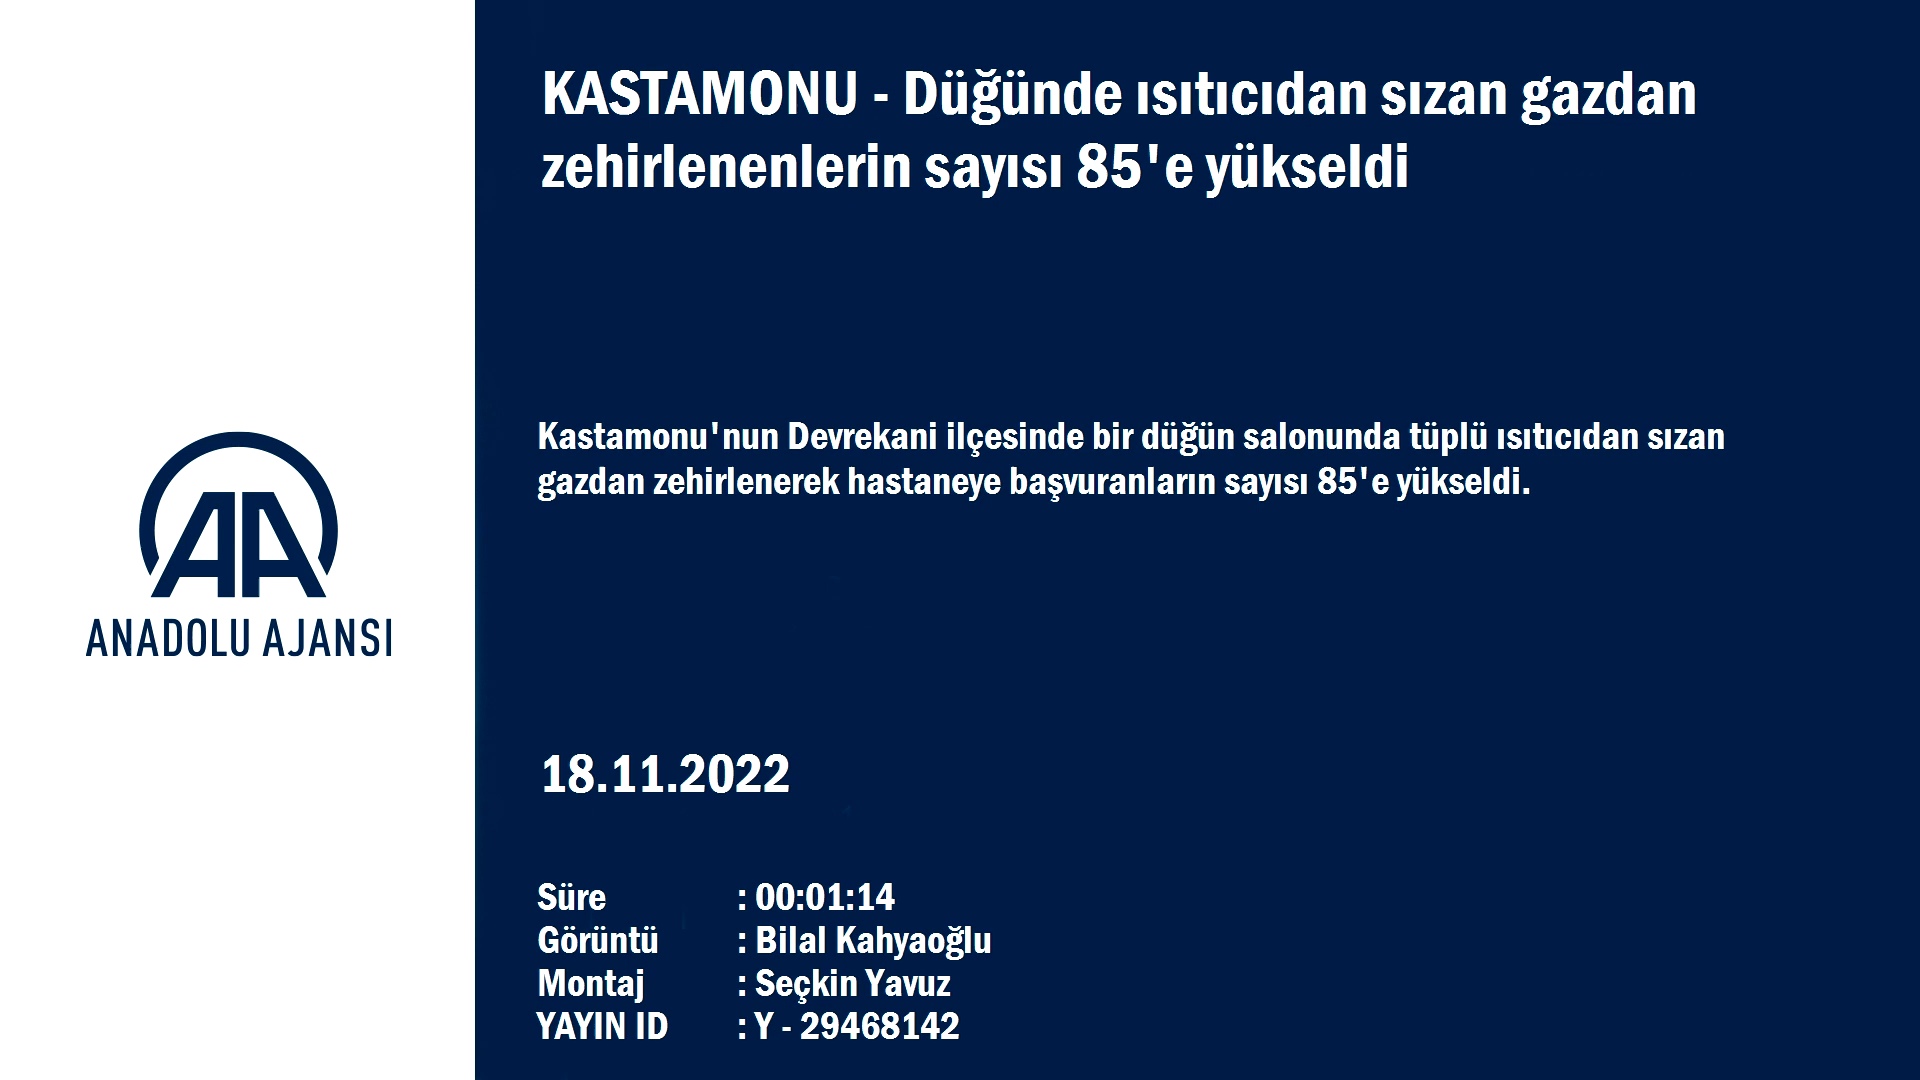 KASTAMONU - Düğünde ısıtıcıdan sızan gazdan
zehirlenenlerin sayısı 85'e yükseldi
Kastamonu'nun Devrekani ilçesinde bir düğün salonunda tüplü ısıtıcıdan sızan
gazdan zehirlenerek hastaneye başvuranların sayısı 85'e yükseldi.
AA
ANADOLU AJANSI
18.11.2022
Süre : 00:01:14
Görüntü : Bilal Kahyaoğlu
Montaj : Seçkin Yavuz
YAYIN ID : Y - 29468142